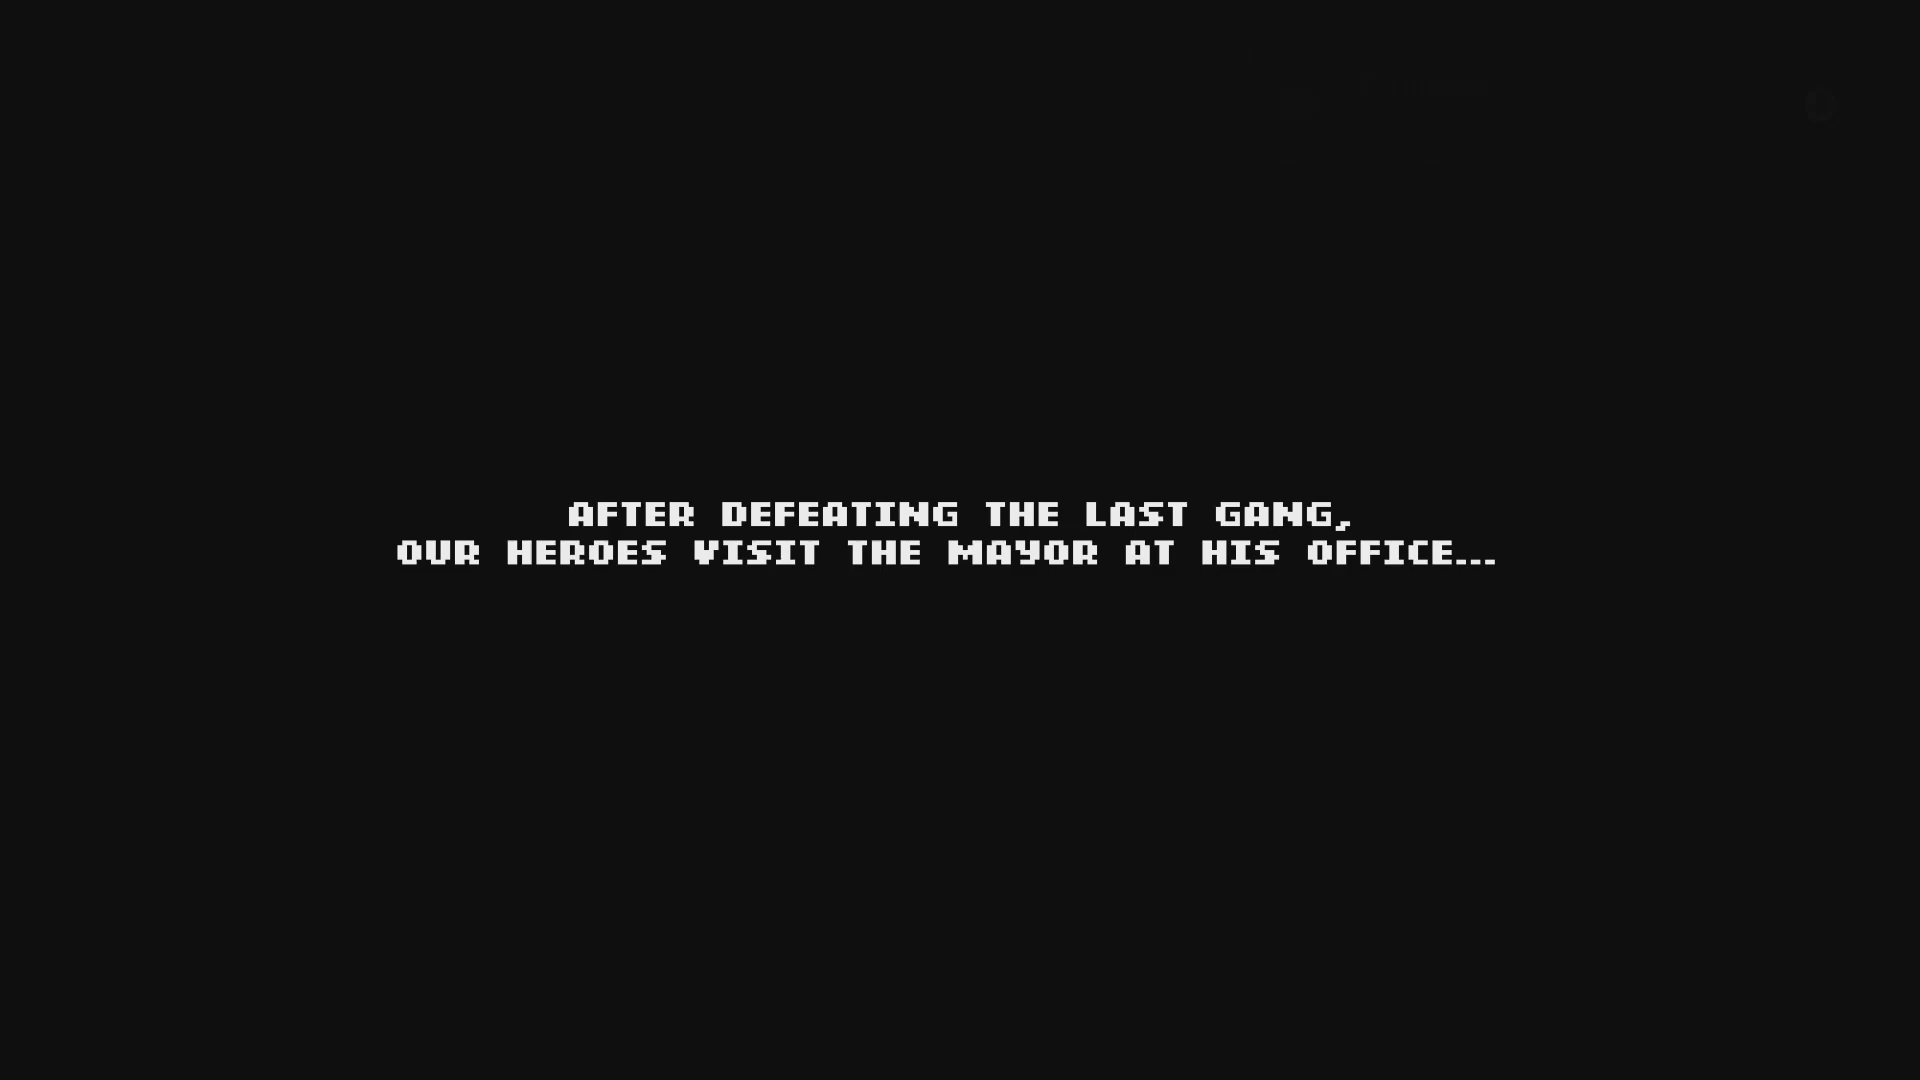 AFTER DEFEATING THE LAST GANG,
OUR HEROES VISIT THE MAYOR AT HIS OFFICE...